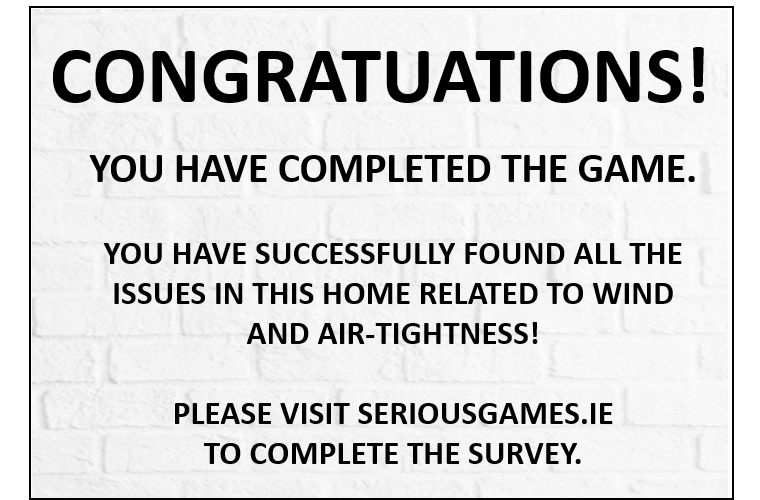 CONGRATUATIONS!
YOU HAVE COMPLETED THE GAME.
YOU HAVE SUCCESSFULLY FOUND ALL THE
ISSUES IN THIS HOME RELATED TO WIND
AND AIR-TIGHTNESS!
PLEASE VISIT SERIOUSGAMES.IE
TO COMPLETE THE SURVEY.